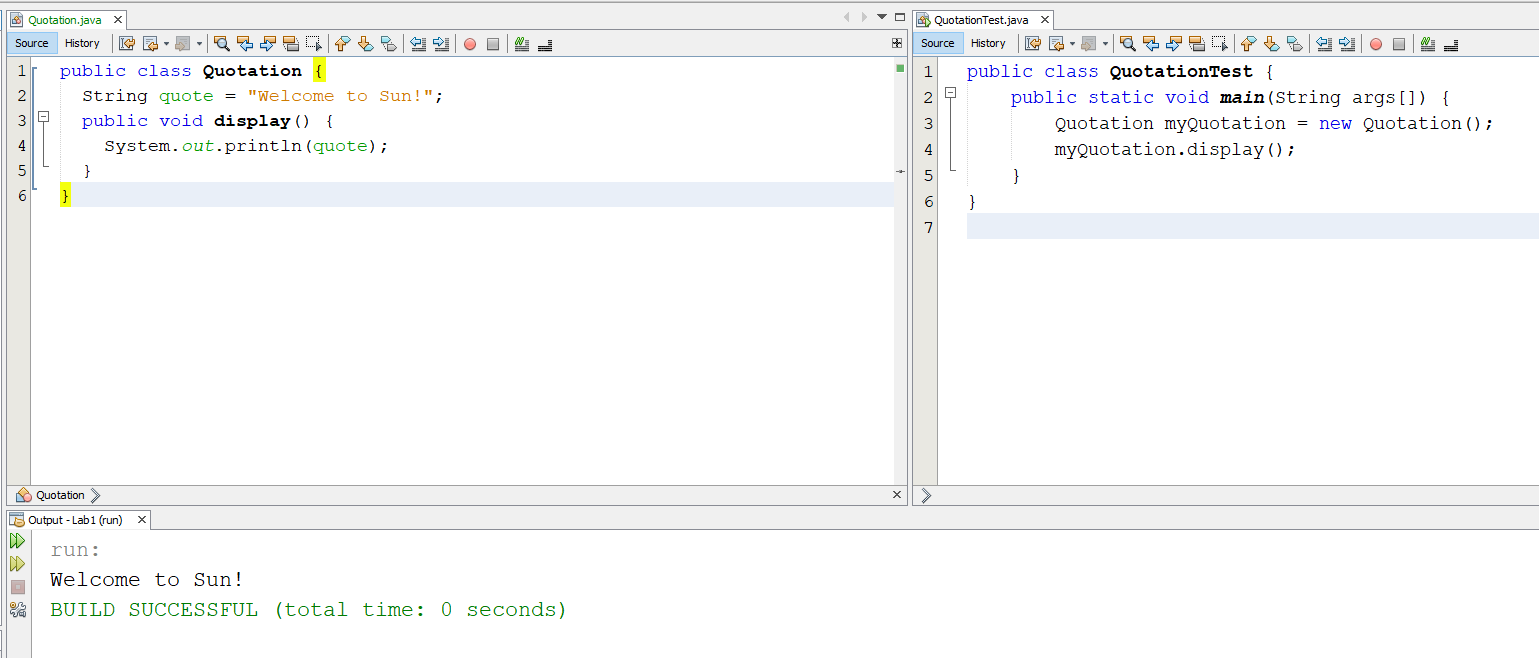 Quotation.java
Source History
1 public class Quotation {
2 String quote = "Welcome to Sun!";
3 public void display() {
4 System.out.println(quote);
5 }
6 }
Quotation
QuotationTest.java
Source History
1 public class QuotationTest {
2 public static void main(String args[]) {
3 Quotation myQuotation = new Quotation();
4 myQuotation.display();
5 }
6 }
7
Output - Lab1 (run)
run:
Welcome to Sun!
BUILD SUCCESSFUL (total time: 0 seconds)